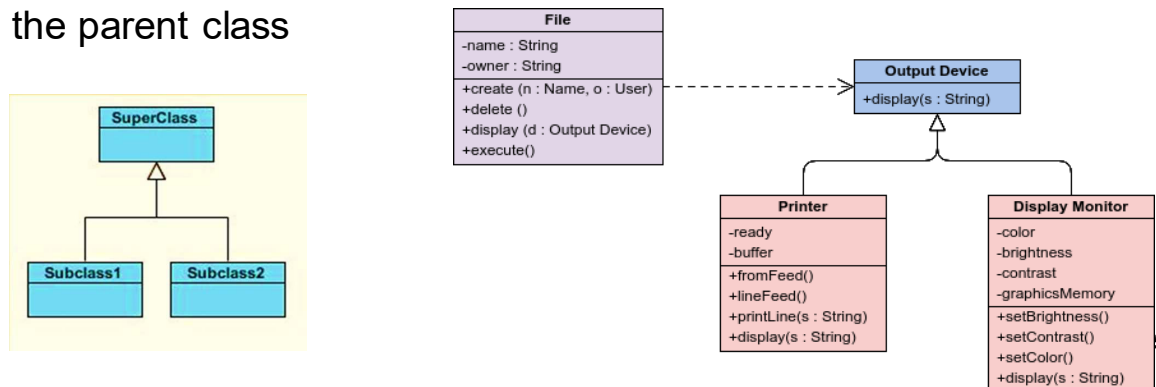 the parent class
SuperClass
Subclass1 Subclass2
File
-name : String
-owner : String
+create (n : Name, o : User)
+delete ()
+display (d : Output Device)
+execute()
Output Device
+display(s : String)
Printer
-ready
-buffer
+fromFeed()
+lineFeed()
+printLine(s : String)
+display(s : String)
Display Monitor
-color
-brightness
-contrast
-graphicsMemory
+setBrightness()
+setContrast()
+setColor()
+display(s : String)